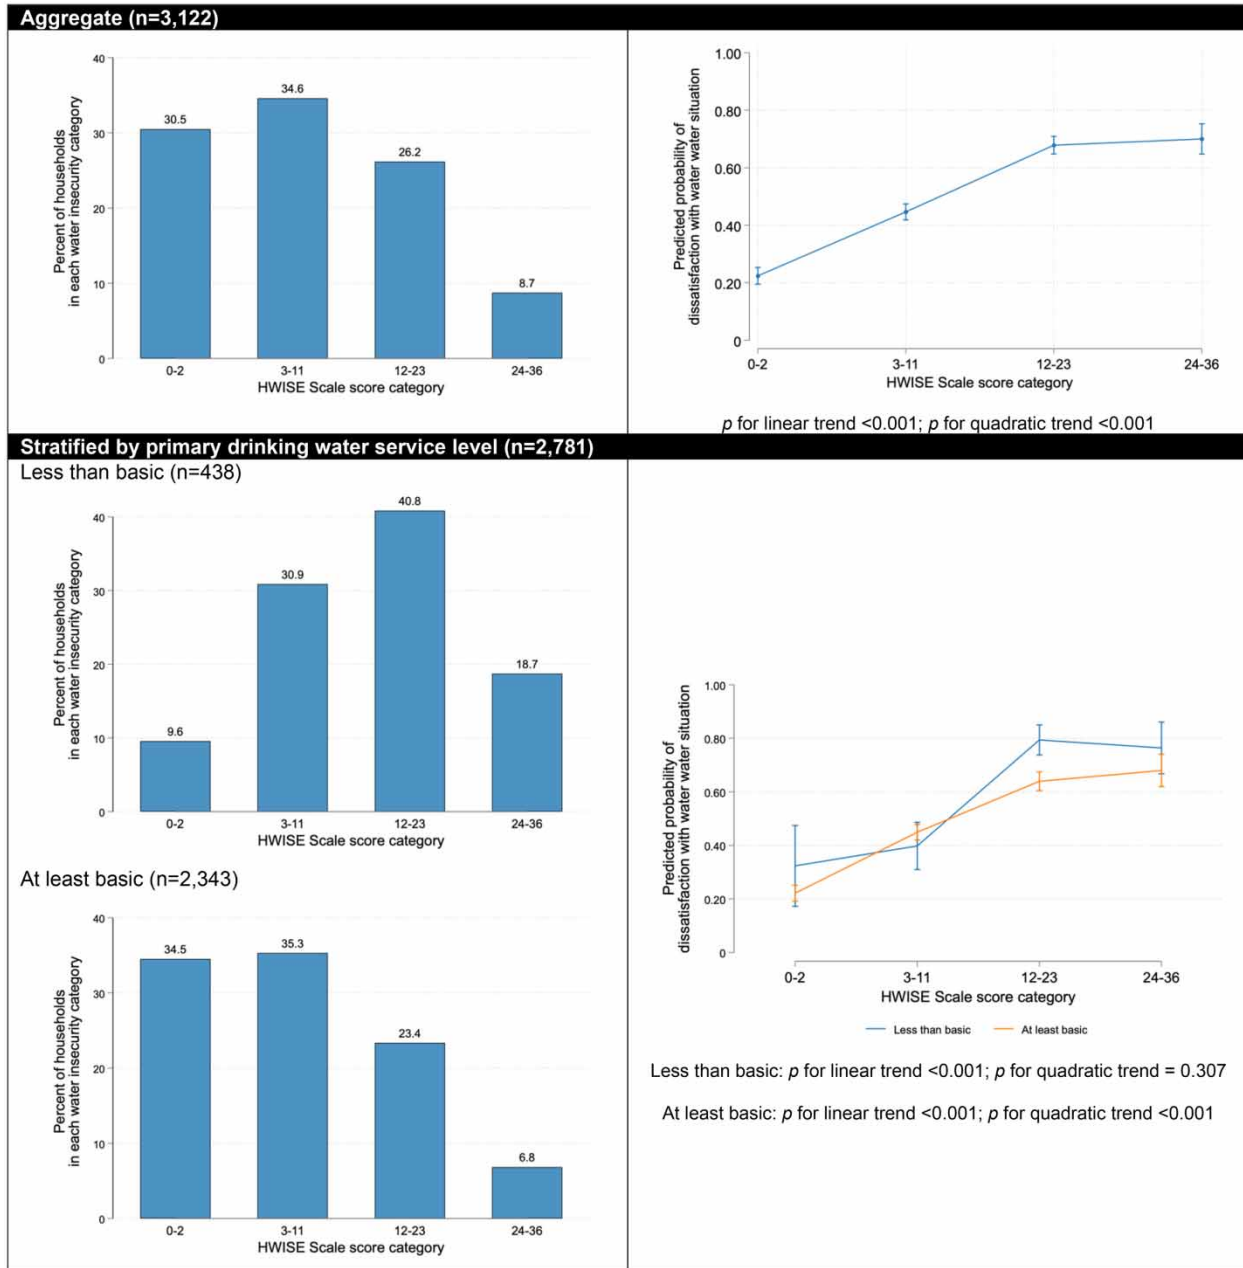 Aggregate (n=3,122)
Percent of households
in each water insecurity category
40
30
20
10
0
30.5
34.6
26.2
8.7
0-2
3-11
12-23
24-36
HWISE Scale score category
Predicted probability of
dissatisfaction with water water situation
1.00
0.80
0.60
0.40
0.20
0
0-2
3-11
12-23
24-36
HWISE Scale score category
p for linear trend <0.001; p for quadratic trend <0.001
Stratified by primary drinking water service level (n=2,781)
Less than basic (n=438)
Percent of households
in each water insecurity category
40
30
20
10
0
9.6
30.9
40.8
18.7
0-2
3-11
12-23
24-36
HWISE Scale score category
At least basic (n=2,343)
Percent of households
in each water insecurity category
40
30
20
10
0
34.5
35.3
23.4
6.8
0-2
3-11
12-23
24-36
HWISE Scale score category
Predicted probability of
dissatisfaction with water water situation
1.00
0.80
0.60
0.40
0.20
0
0-2
3-11
12-23
24-36
HWISE Scale score category
Less than basic
At least basic
Less than basic: p for linear trend <0.001; p for quadratic trend = 0.307
At least basic: p for linear trend <0.001; p for quadratic trend <0.001